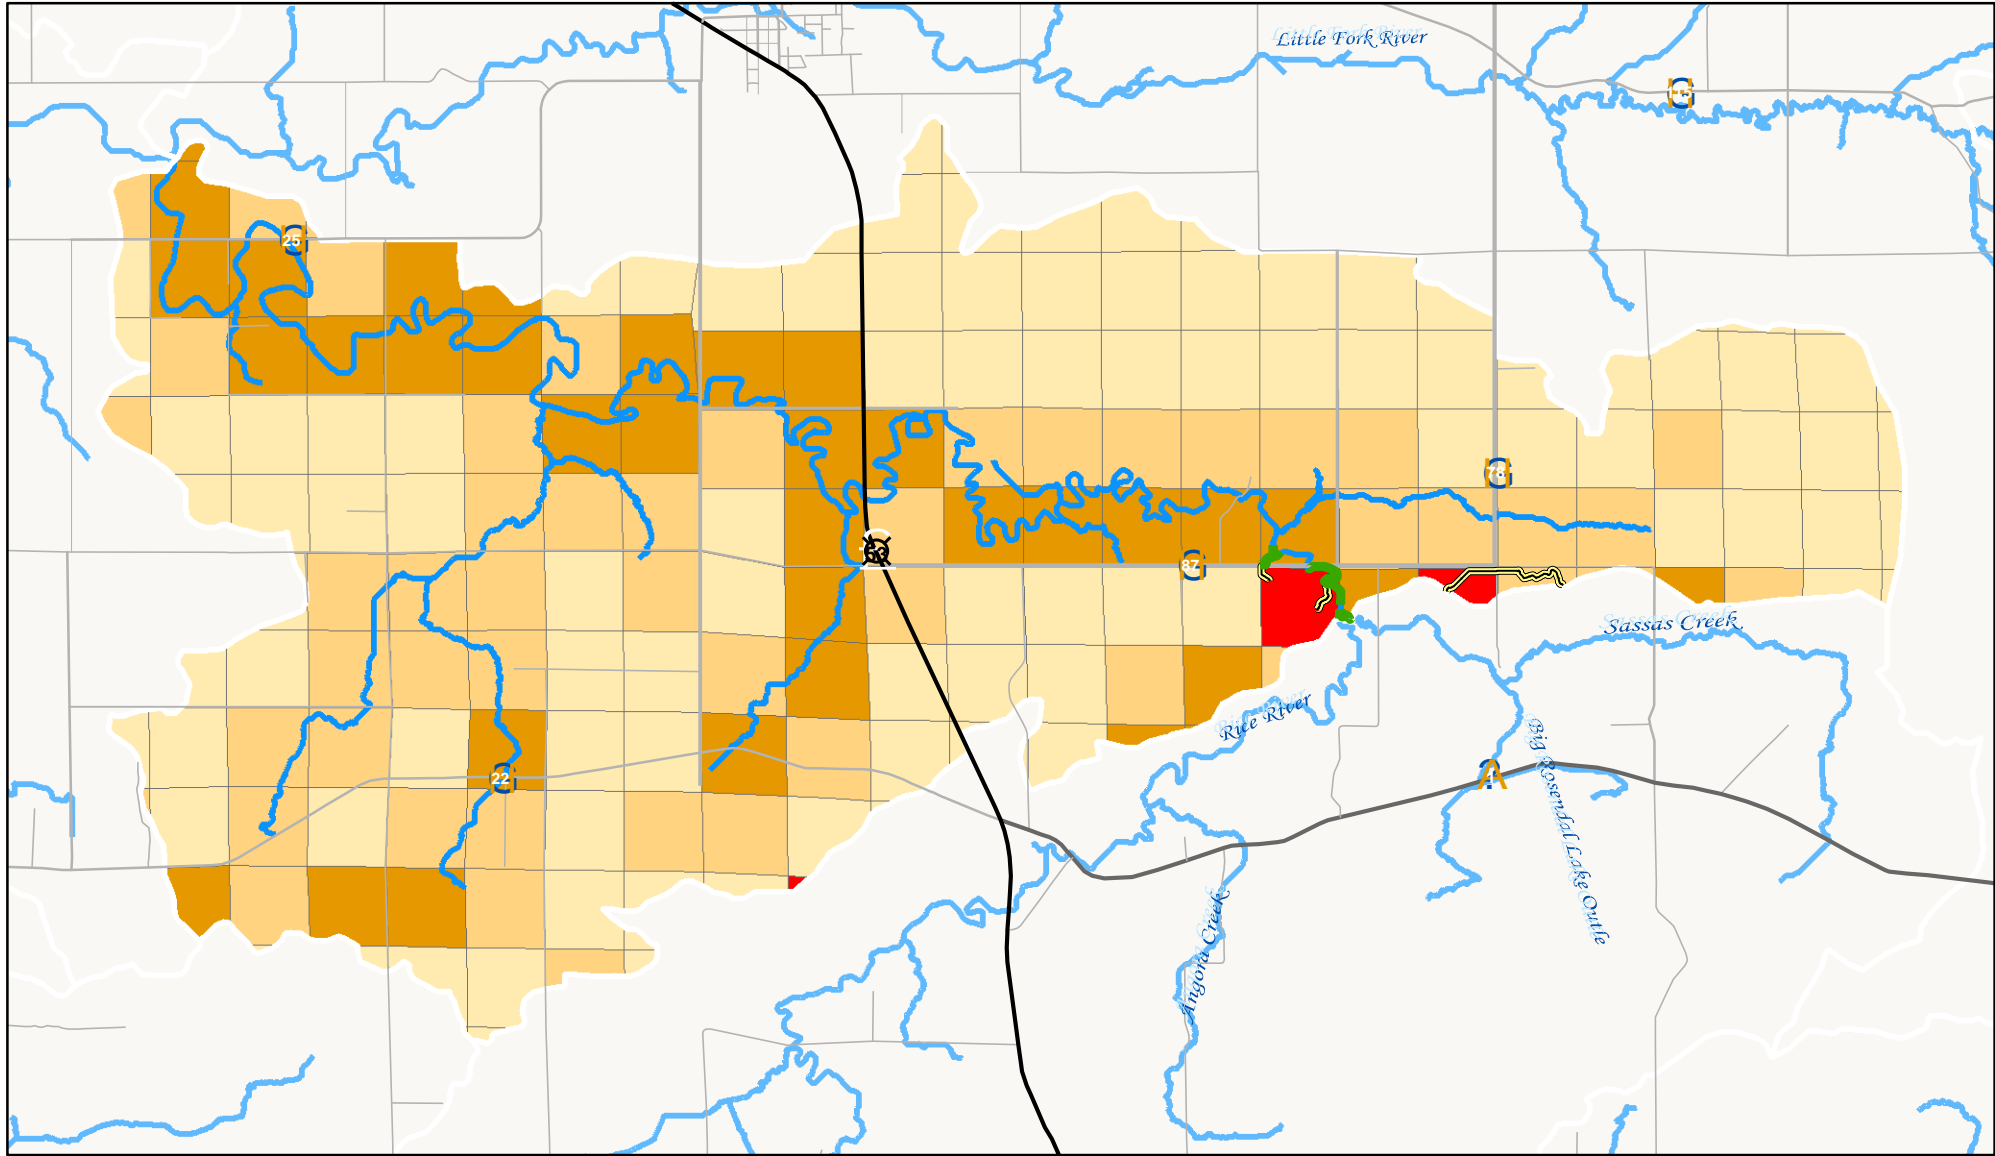 Little Fork River
115
25
78
53
87
Sassas Creek
Rice River
Big Rosendal Lake Outle
22
1
Angora Creek